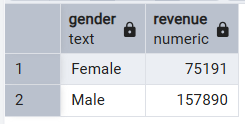 gender revenue
text numeric
1 Female 75191
2 Male 157890